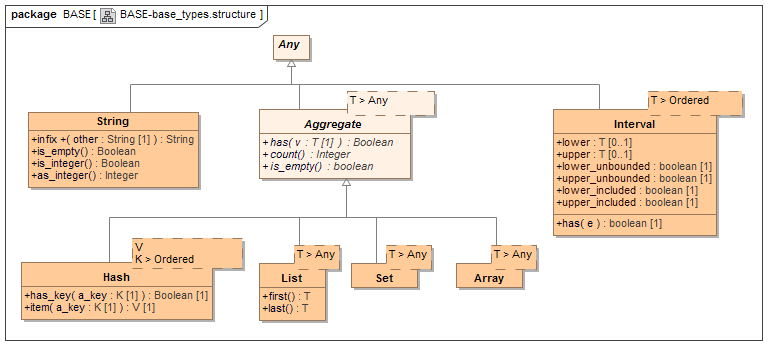 package BASE [ BASE-base_types.structure ]
Any
String
+infix +( other : String [1] ) : String
+is_empty() : Boolean
+is_integer() : Boolean
+as_integer() : Integer
T > Any
Aggregate
+has( v : T [1] ) : Boolean
+count() : Integer
+is_empty() : boolean
T > Ordered
Interval
+lower : T [0..1]
+upper : T [0..1]
+lower_unbounded : boolean [1]
+upper_unbounded : boolean [1]
+lower_included : boolean [1]
+upper_included : boolean [1]
+has( e ) : boolean [1]
V
K > Ordered
Hash
+has_key( a_key : K [1] ) : Boolean [1]
+item( a_key : K [1] ) : V [1]
T > Any
List
+first() : T
+last() : T
T > Any
Set
T > Any
Array